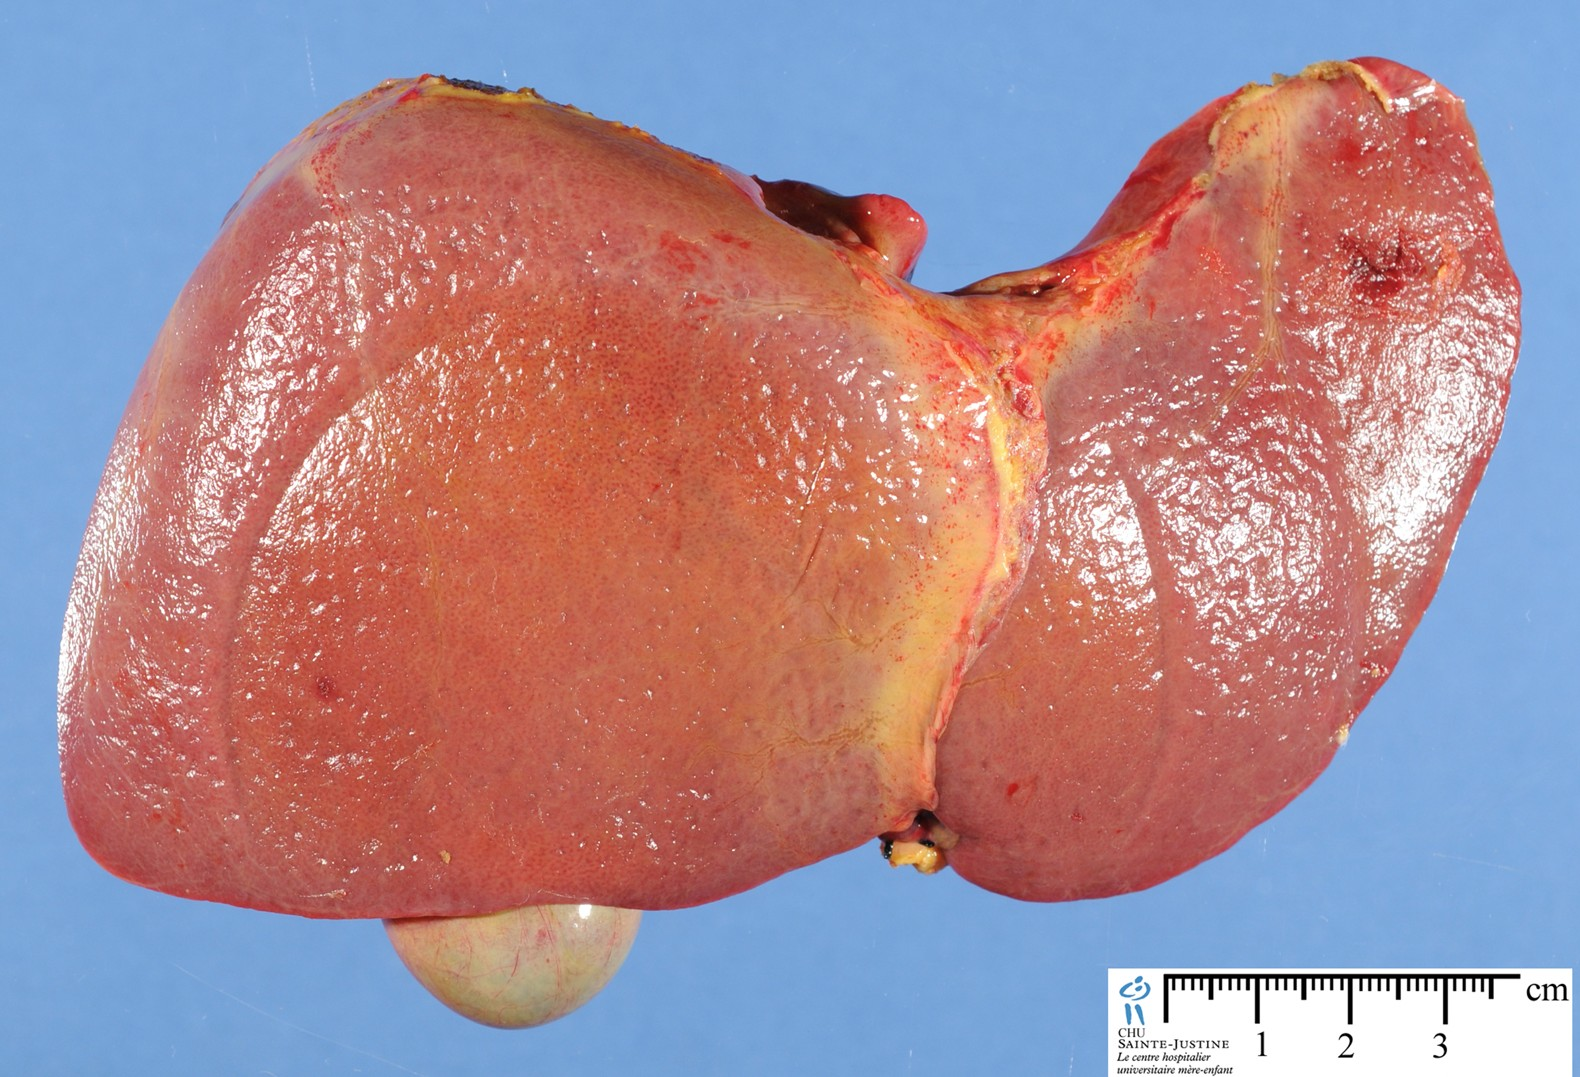 cm
1 2 3
CHU
SAINTE-JUSTINE
Le centre hospitalier
universitaire mère-enfant